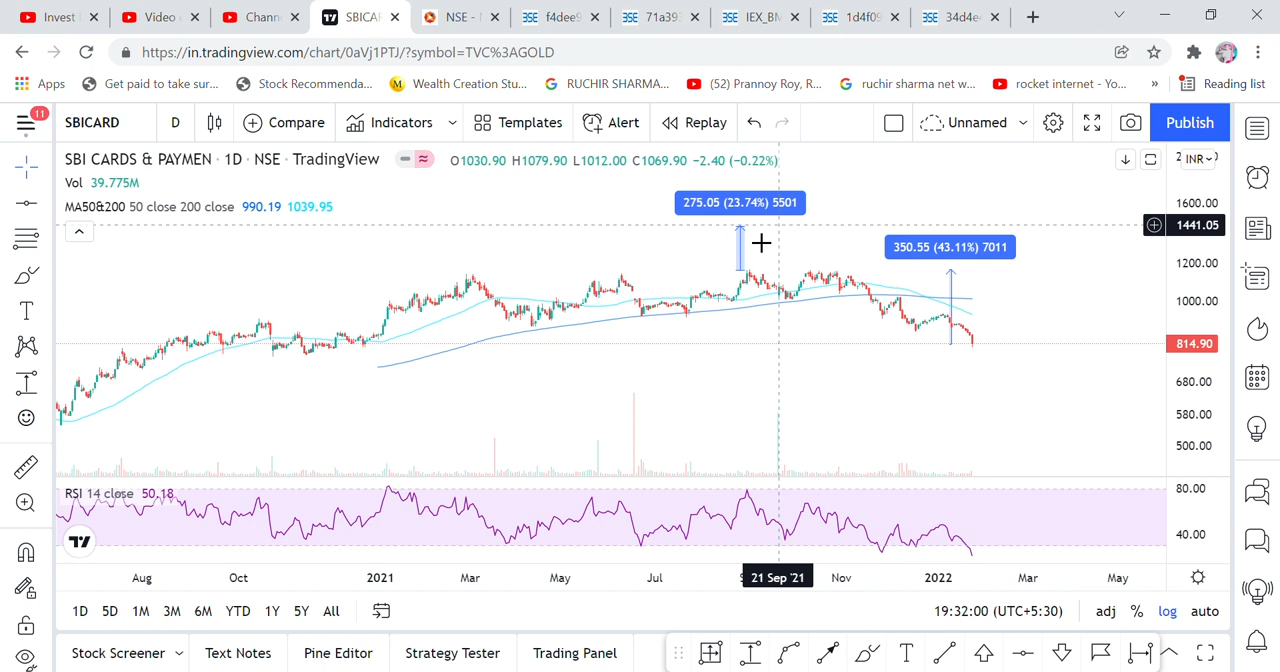 Invest
Video
Chann
SBICAR
NSE -
f4dee9
71a393
IEX_BM
1d4f09
34d4e
https://in.tradingview.com/chart/0aVj1PTJ/?symbol=TVC%3AGOLD
Apps
Get paid to take sur...
Stock Recommenda...
Wealth Creation Stu...
RUCHIR SHARMA...
(52) Prannoy Roy, R...
ruchir sharma net w...
rocket internet - Yo...
»
Reading list
11
SBICARD
D
Compare
Indicators
Templates
Alert
Replay
Unnamed
Publish
SBI CARDS & PAYMEN · 1D · NSE · TradingView
O1030.90 H1079.90 L1012.00 C1069.90 −2.40 (−0.22%)
INR
Vol 39.775M
MA50&200 50 close 200 close 990.19 1039.95
275.05 (23.74%) 5501
350.55 (43.11%) 7011
1600.00
1441.05
1200.00
1000.00
814.90
680.00
580.00
500.00
RSI 14 close 50.18
80.00
40.00
Aug
Oct
2021
Mar
May
Jul
21 Sep '21
Nov
2022
Mar
May
1D
5D
1M
3M
6M
YTD
1Y
5Y
All
19:32:00 (UTC+5:30)
adj
%
log
auto
Stock Screener
Text Notes
Pine Editor
Strategy Tester
Trading Panel